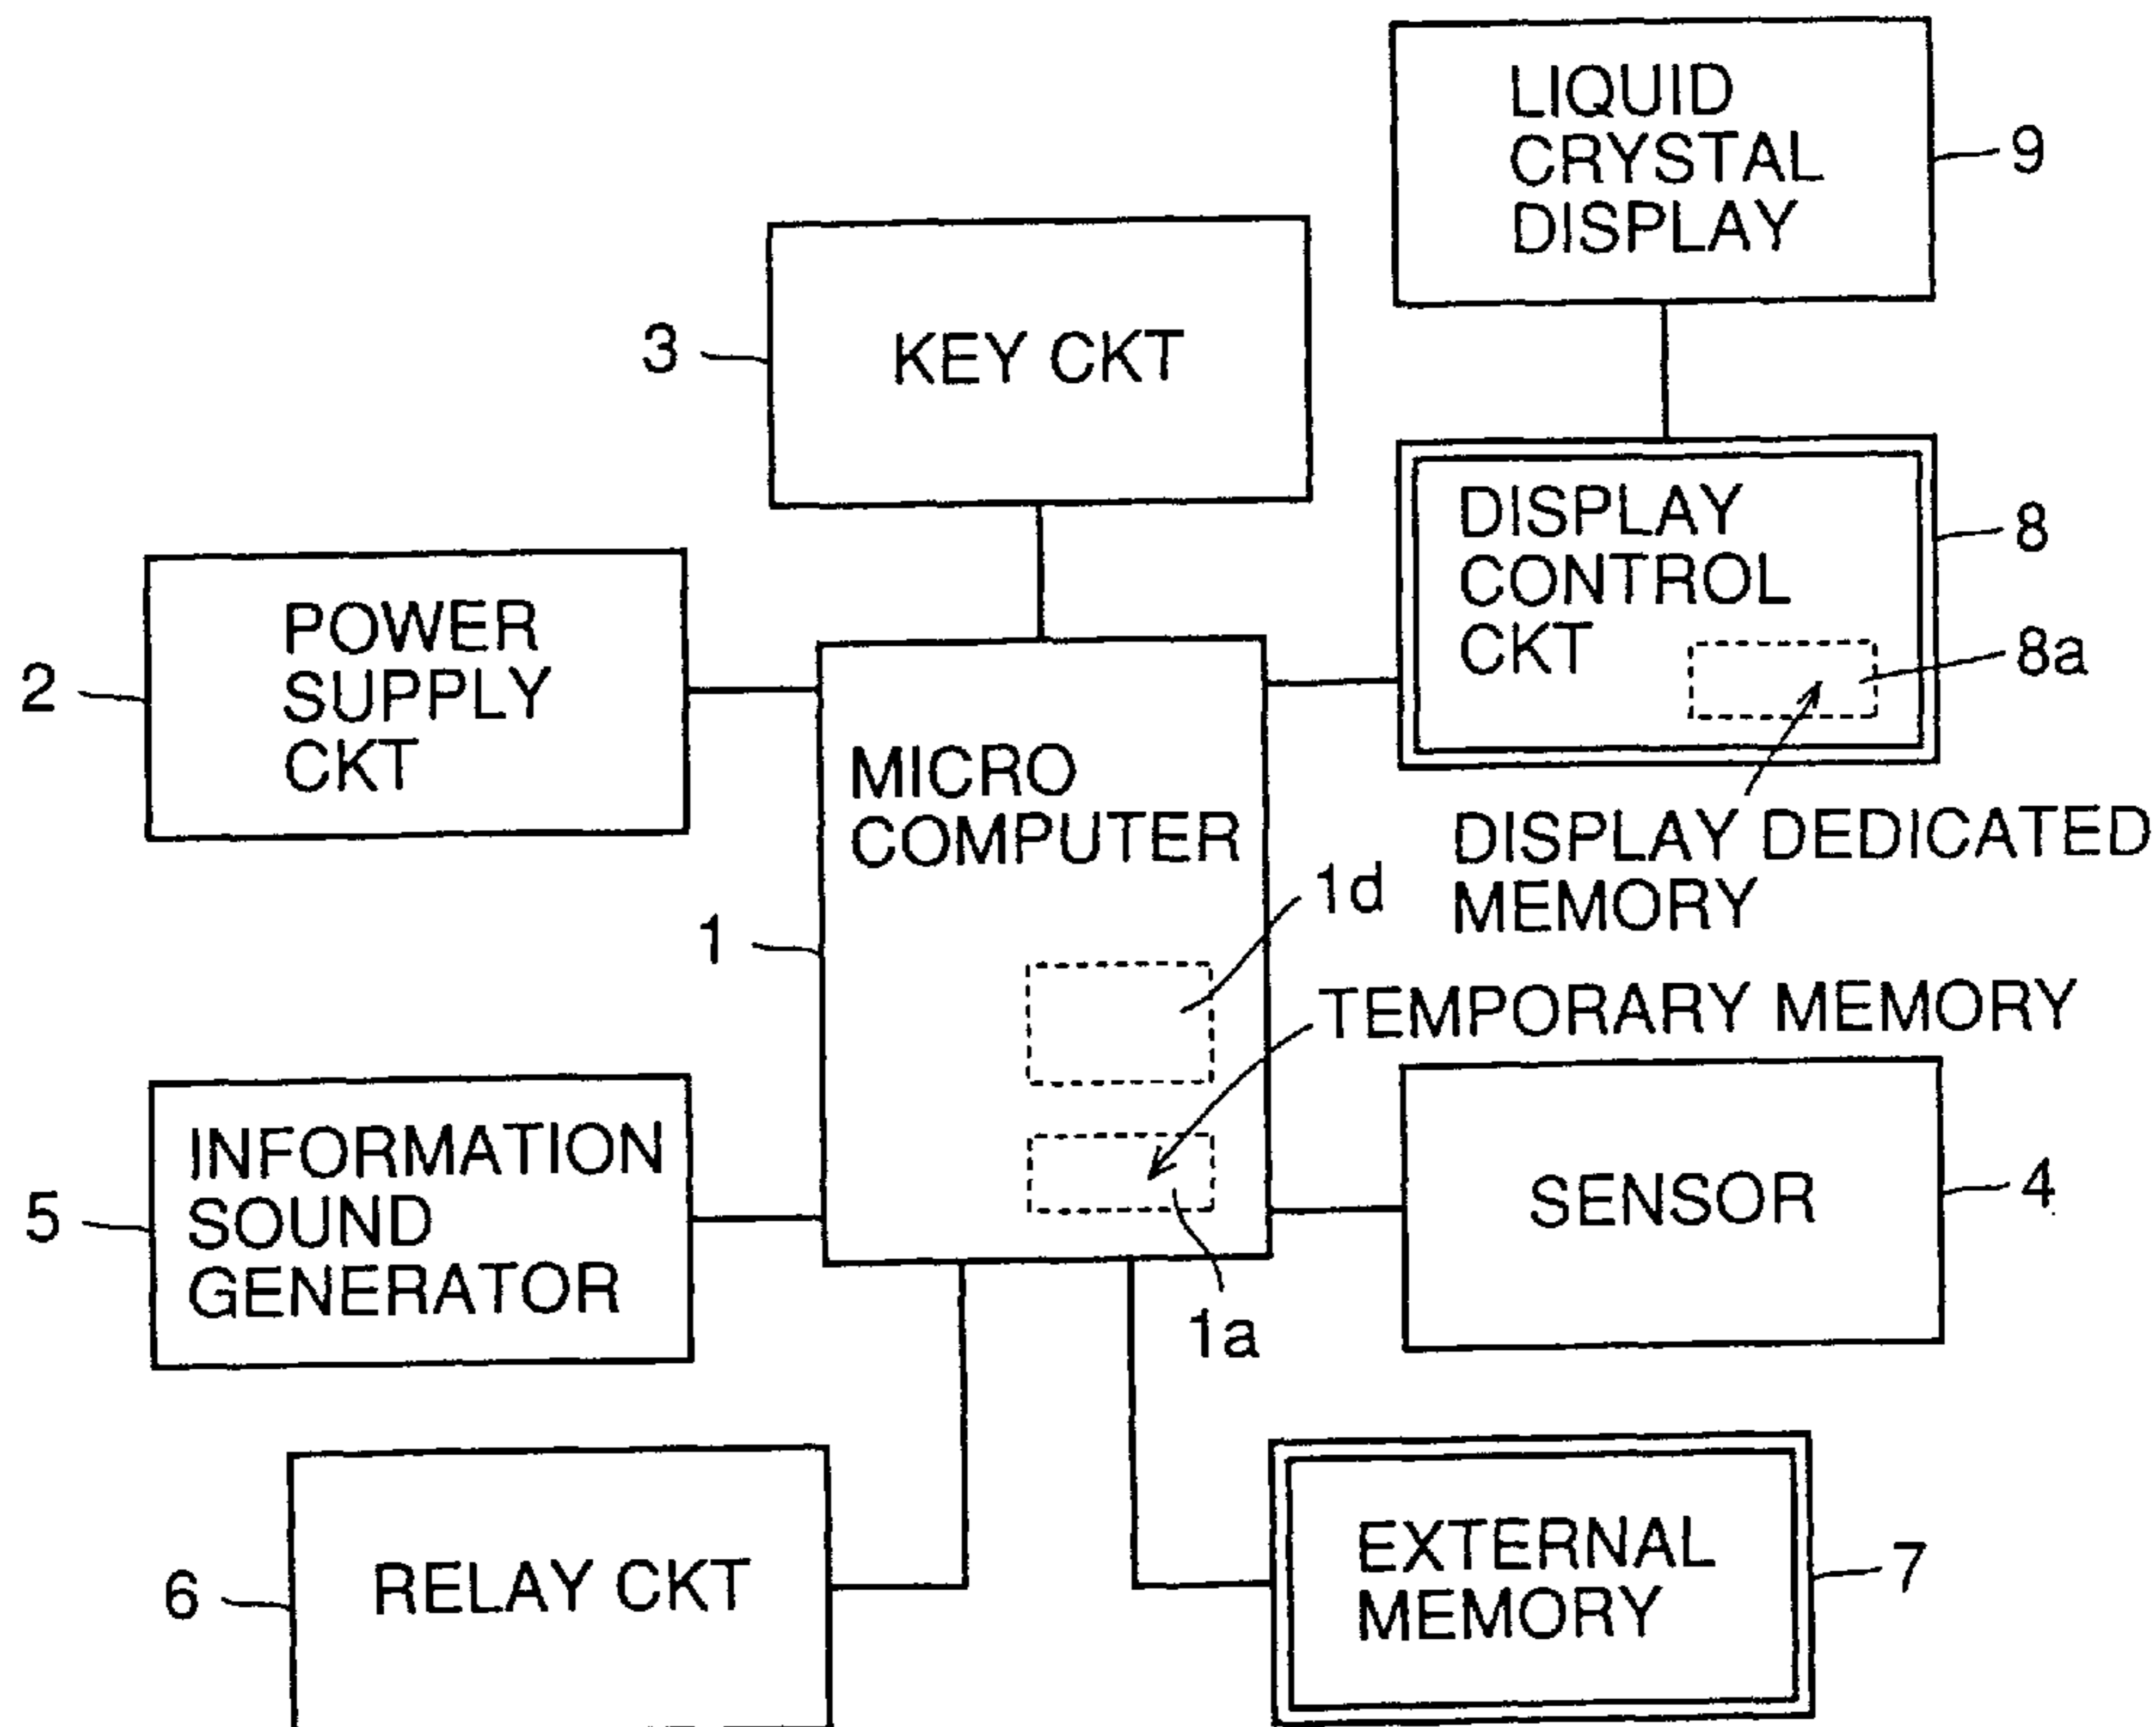 LIQUID
CRYSTAL
DISPLAY
9
3
KEY CKT
DISPLAY
CONTROL
CKT
8
8a
POWER
SUPPLY
CKT
2
MICRO
COMPUTER
DISPLAY DEDICATED
MEMORY
1d
1
TEMPORARY MEMORY
INFORMATION
SOUND
GENERATOR
5
SENSOR
4
1a
RELAY CKT
6
EXTERNAL
MEMORY
7